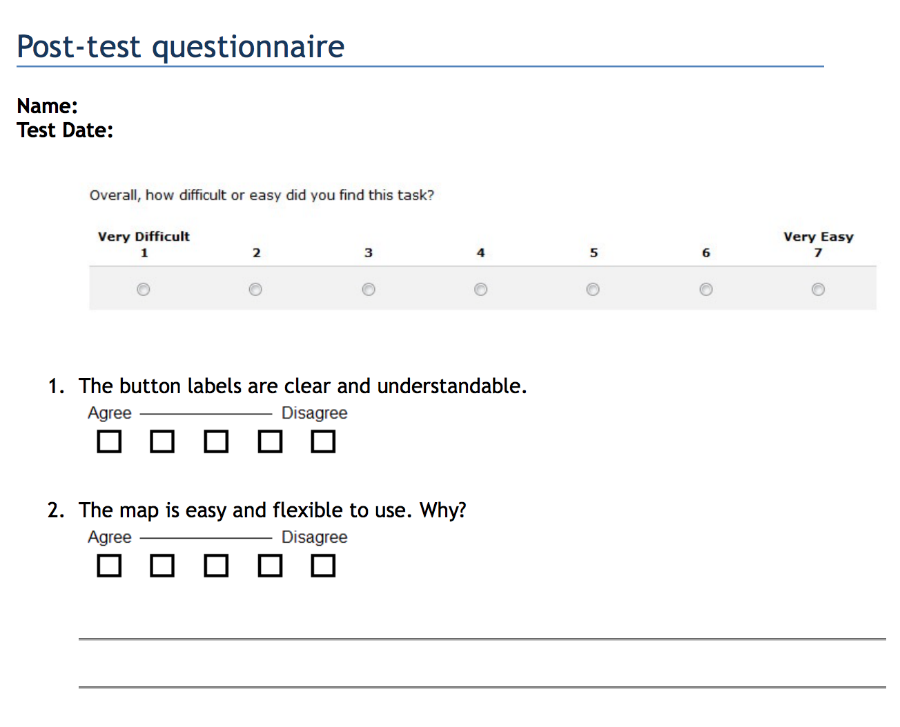 Post-test questionnaire
Name:
Test Date:
Overall, how difficult or easy did you find this task?
Very Difficult Very Easy
1 2 3 4 5 6 7
1. The button labels are clear and understandable.
Agree Disagree
2. The map is easy and flexible to use. Why?
Agree Disagree